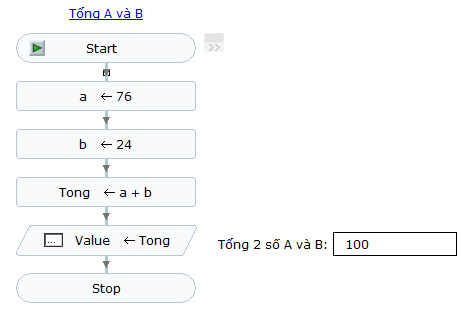 Tổng A và B
Start
a ← 76
b ← 24
Tong ← a + b
... Value ← Tong
Tổng 2 số A và B: 100
Stop